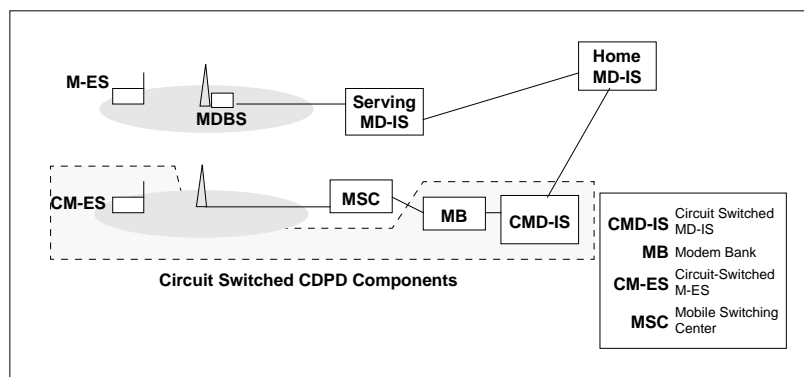 Home
MD-IS
M-ES
MDBS
Serving
MD-IS
CM-ES
MSC
MB
CMD-IS
Circuit Switched CDPD Components
CMD-IS Circuit Switched
MD-IS
MB Modem Bank
CM-ES Circuit-Switched
M-ES
MSC Mobile Switching
Center